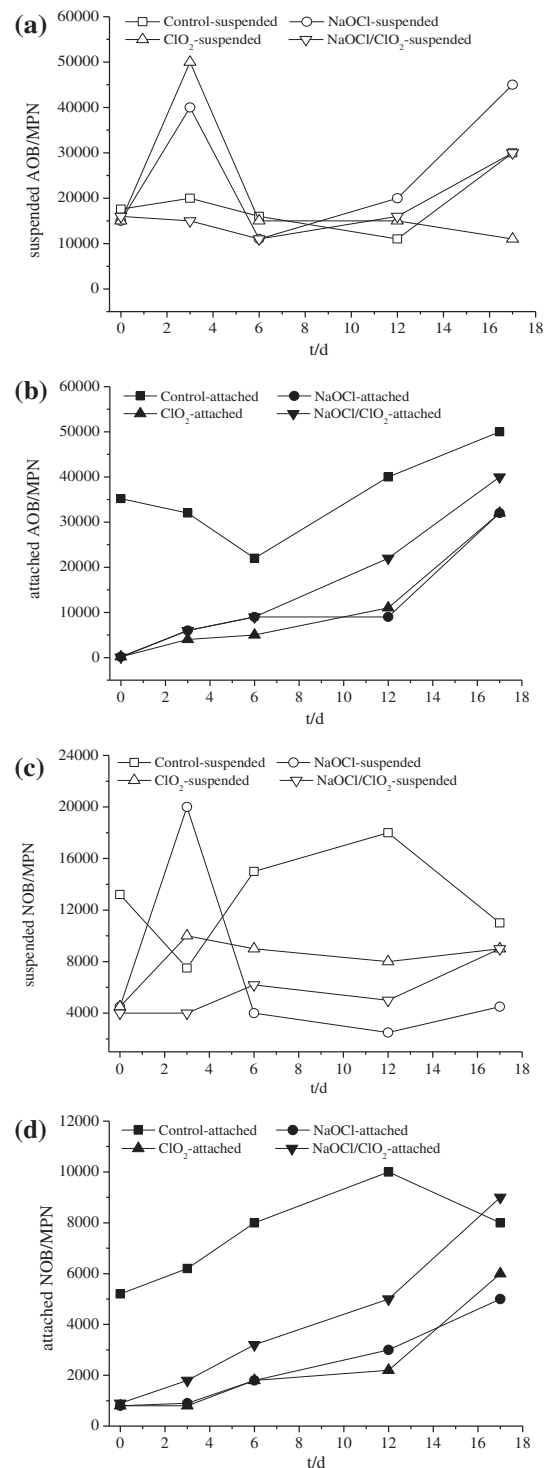 (a)
Control-suspended NaOCl-suspended
ClO₂-suspended NaOCl/ClO₂-suspended
60000
50000
40000
30000
20000
10000
0
suspended AOB/MPN
0 2 4 6 8 10 12 14 16 18
t/d
(b)
Control-attached NaOCl-attached
ClO₂-attached NaOCl/ClO₂-attached
60000
50000
40000
30000
20000
10000
0
attached AOB/MPN
0 2 4 6 8 10 12 14 16 18
t/d
(c)
Control-suspended NaOCl-suspended
ClO₂-suspended NaOCl/ClO₂-suspended
24000
20000
16000
12000
8000
4000
suspended NOB/MPN
0 2 4 6 8 10 12 14 16 18
t/d
(d)
Control-attached NaOCl-attached
ClO₂-attached NaOCl/ClO₂-attached
12000
10000
8000
6000
4000
2000
0
attached NOB/MPN
0 2 4 6 8 10 12 14 16 18
t/d